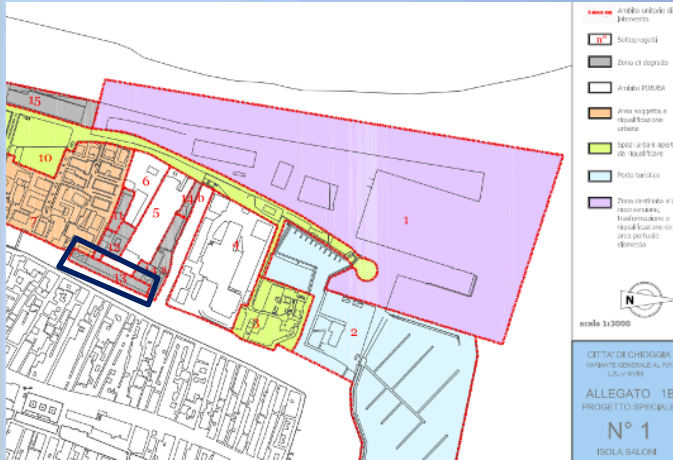 Ambito unitario di
intervento
n° Sottoprogetti
Zona di degrado
Ambito PIRUBA
Area soggetta a
riqualificazione
urbana
Spazi urbani aperti
da riqualificare
Porto turistico
Zona destinata a
riconversione,
trasformazione e
riqualificazione ex
area portuale
dismessa
N
scala 1:3000
CITTA' DI CHIOGGIA
VARIANTE GENERALE AL P.R.
ALLEGATO 1B
PROGETTO SPECIALE
N° 1
ISOLA SALONI
15
10
6
14 b
11
5
1
7
4
12
13
3
2